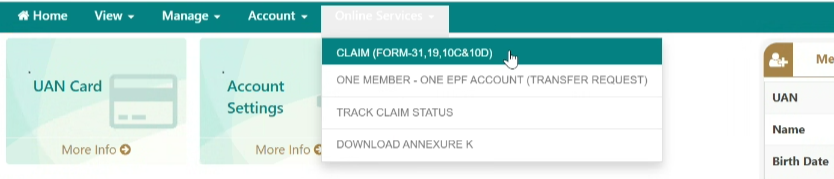 Home View Manage Account Online Services
CLAIM (FORM-31,19,10C&10D)
ONE MEMBER - ONE EPF ACCOUNT (TRANSFER REQUEST)
TRACK CLAIM STATUS
DOWNLOAD ANNEXURE K
UAN Card
More Info
Account
Settings
More Info
Me
UAN
Name
Birth Date